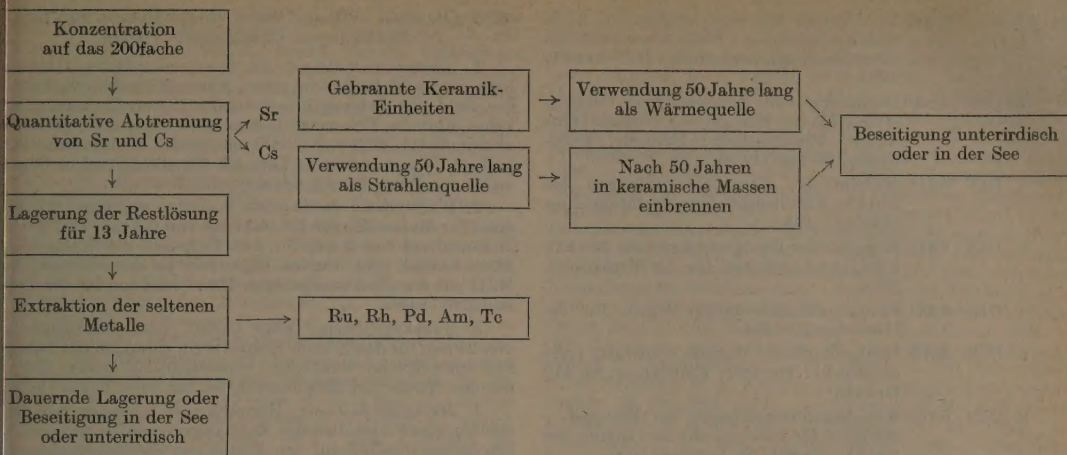 Konzentration
auf das 200fache
Quantitative Abtrennung
von Sr und Cs
Sr
Cs
Gebrannte Keramik-
Einheiten
Verwendung 50 Jahre lang
als Wärmequelle
Verwendung 50 Jahre lang
als Strahlenquelle
Nach 50 Jahren
in keramische Massen
einbrennen
Beseitigung unterirdisch
oder in der See
Lagerung der Restlösung
für 13 Jahre
Extraktion der seltenen
Metalle
Ru, Rh, Pd, Am, Tc
Dauernde Lagerung oder
Beseitigung in der See
oder unterirdisch